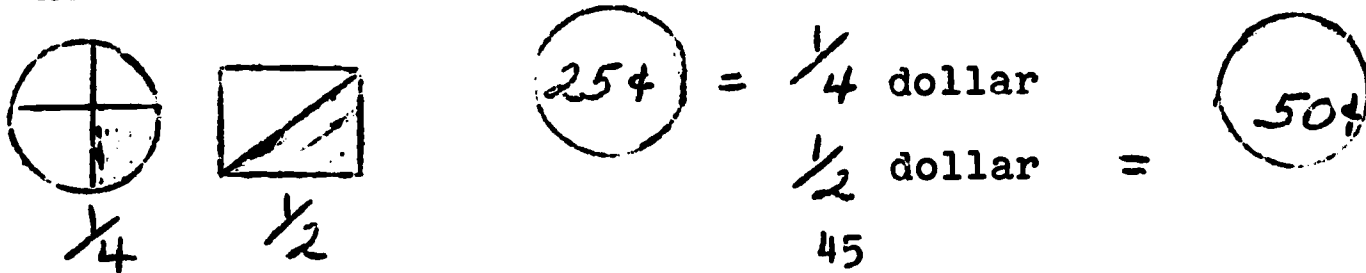 25¢ = 1/4 dollar
1/2 dollar = 50¢
1/4 1/2
45